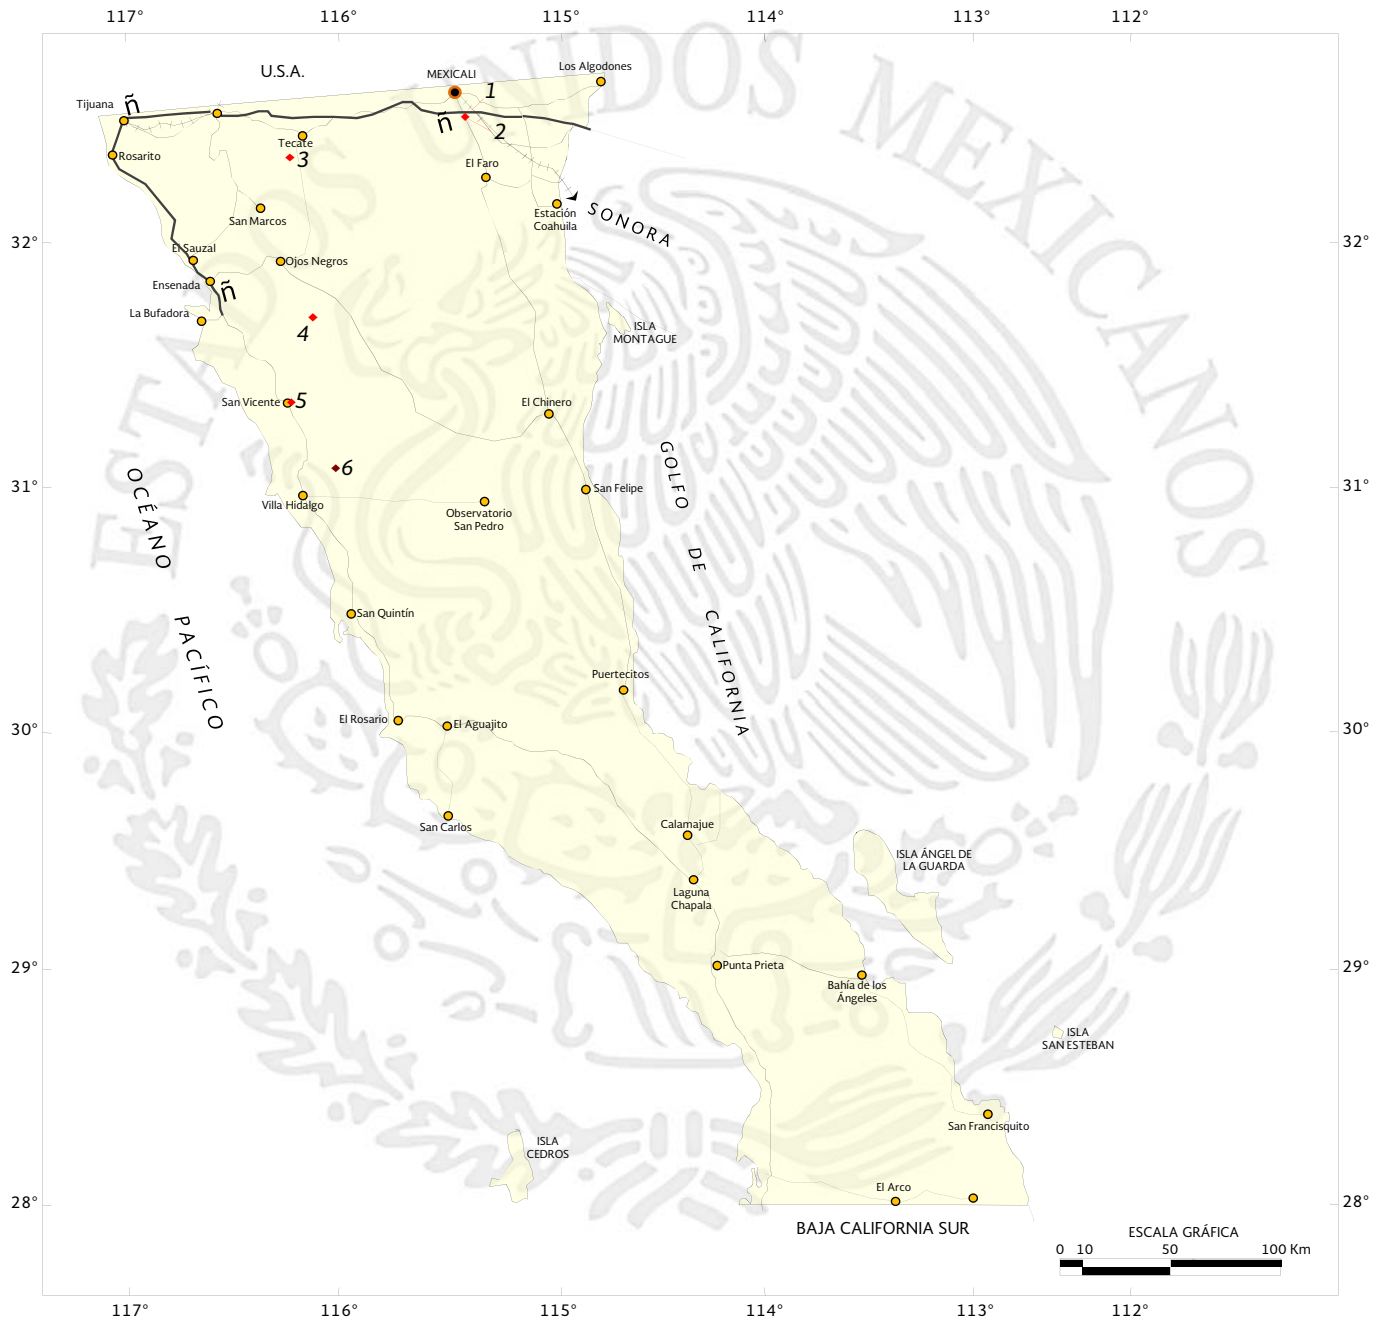 117°
116°
115°
114°
113°
112°
ESTADOS UNIDOS MEXICANOS
U.S.A.
MEXICALI
Los Algodones
1
Tijuana
ñ
ñ
2
Tecate
3
Rosarito
El Faro
San Marcos
Estación
Coahuila
SONORA
32°
32°
El Sauzal
Ojos Negros
Ensenada
ñ
La Bufadora
4
ISLA
MONTAGUE
San Vicente
5
El Chinero
6
OCÉANO PACÍFICO
GOLFO DE CALIFORNIA
31°
31°
San Felipe
Villa Hidalgo
Observatorio
San Pedro
San Quintín
Puertecitos
El Rosario
El Aguajito
30°
30°
San Carlos
Calamajue
ISLA ÁNGEL DE
LA GUARDA
Laguna
Chapala
Punta Prieta
29°
29°
Bahía de los
Ángeles
ISLA
SAN ESTEBAN
San Francisquito
ISLA
CEDROS
El Arco
28°
28°
BAJA CALIFORNIA SUR
ESCALA GRÁFICA
0 10 50 100 Km
117°
116°
115°
114°
113°
112°